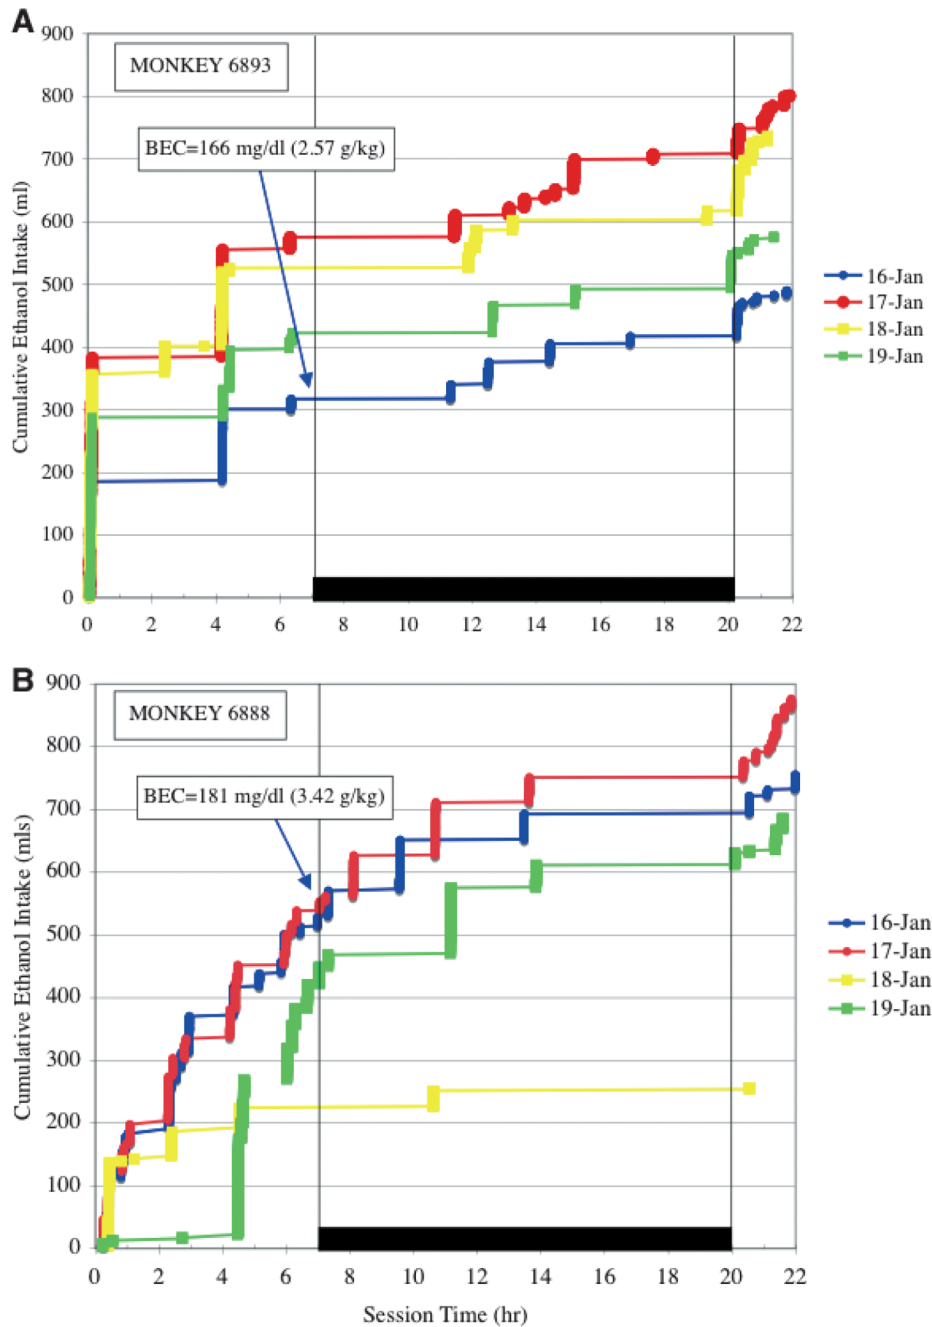 A
900
800
700
600
500
400
300
200
100
0
Cumulative Ethanol Intake (ml)
MONKEY 6893
BEC=166 mg/dl (2.57 g/kg)
16-Jan
17-Jan
18-Jan
19-Jan
0 2 4 6 8 10 12 14 16 18 20 22
B
900
800
700
600
500
400
300
200
100
0
Cumulative Ethanol Intake (mls)
MONKEY 6888
BEC=181 mg/dl (3.42 g/kg)
16-Jan
17-Jan
18-Jan
19-Jan
0 2 4 6 8 10 12 14 16 18 20 22
Session Time (hr)